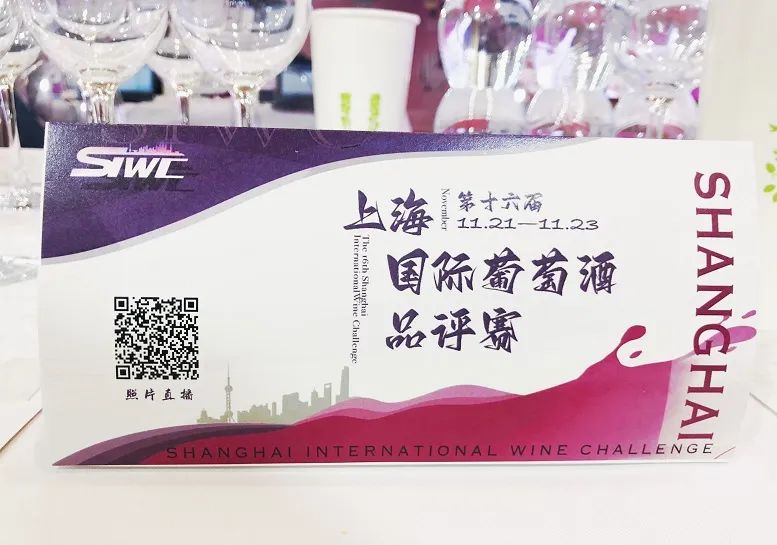 SIWC
上海
November
第十六届
11.21—11.23
The 16th Shanghai
International Wine Challenge
国际葡萄酒
品评赛
照片直播
SHANGHAI INTERNATIONAL WINE CHALLENGE
SHANGHAI